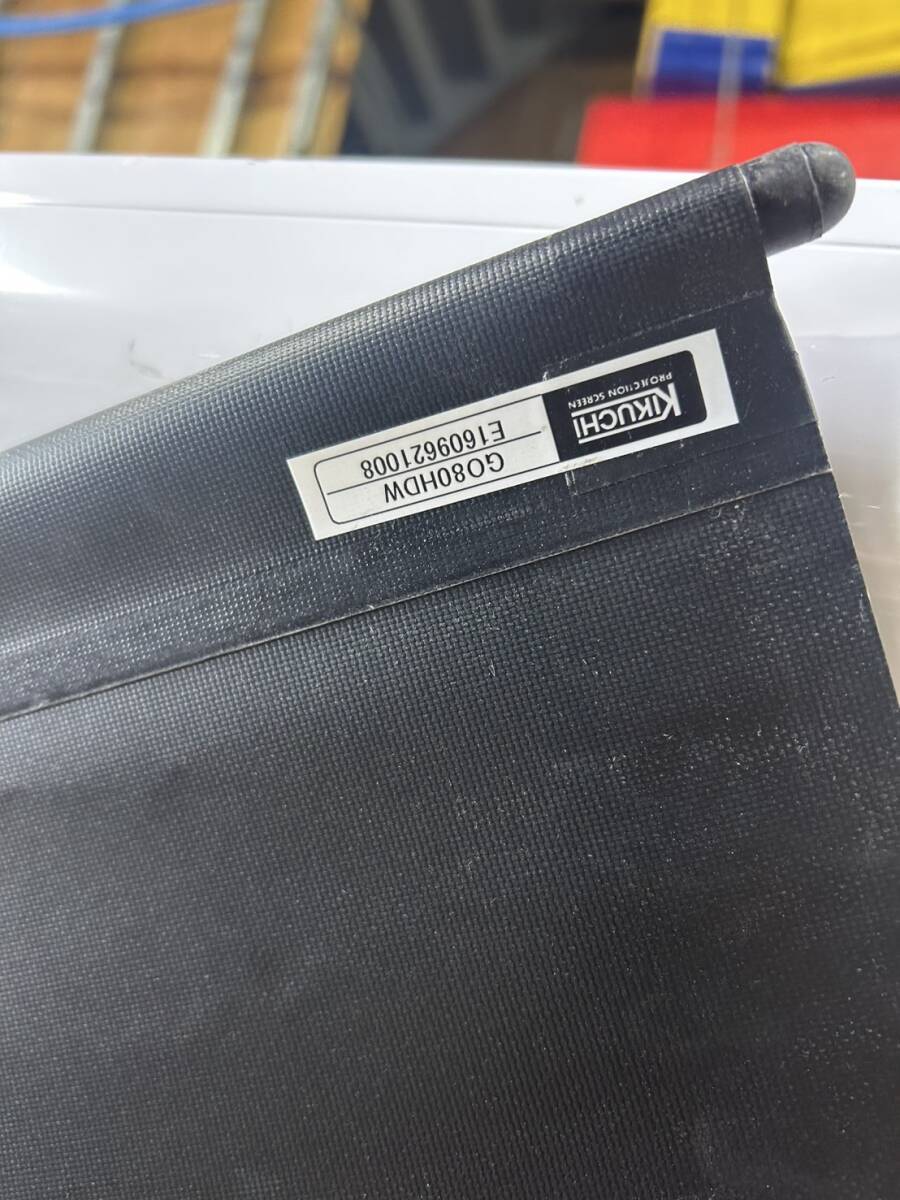 KIKUCHI
PROJECTION SCREEN
GO80HDW
E1609621008